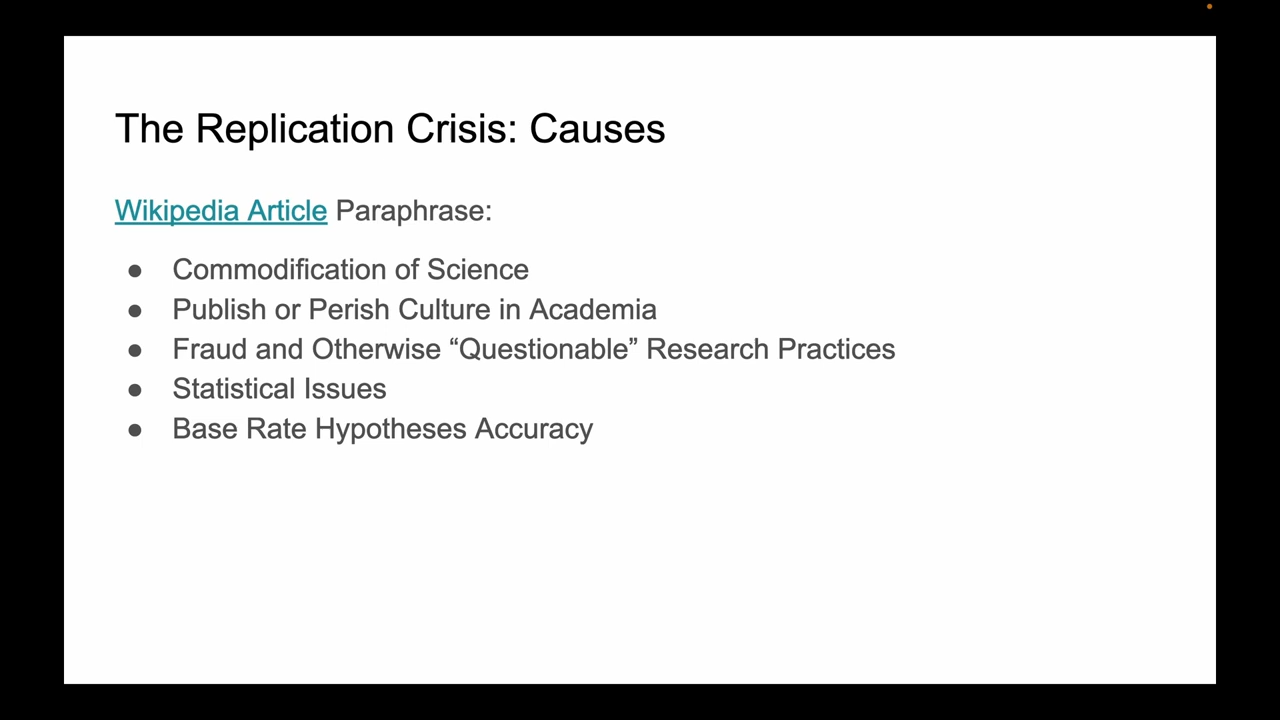 The Replication Crisis: Causes
Wikipedia Article Paraphrase:
● Commodification of Science
● Publish or Perish Culture in Academia
● Fraud and Otherwise “Questionable” Research Practices
● Statistical Issues
● Base Rate Hypotheses Accuracy